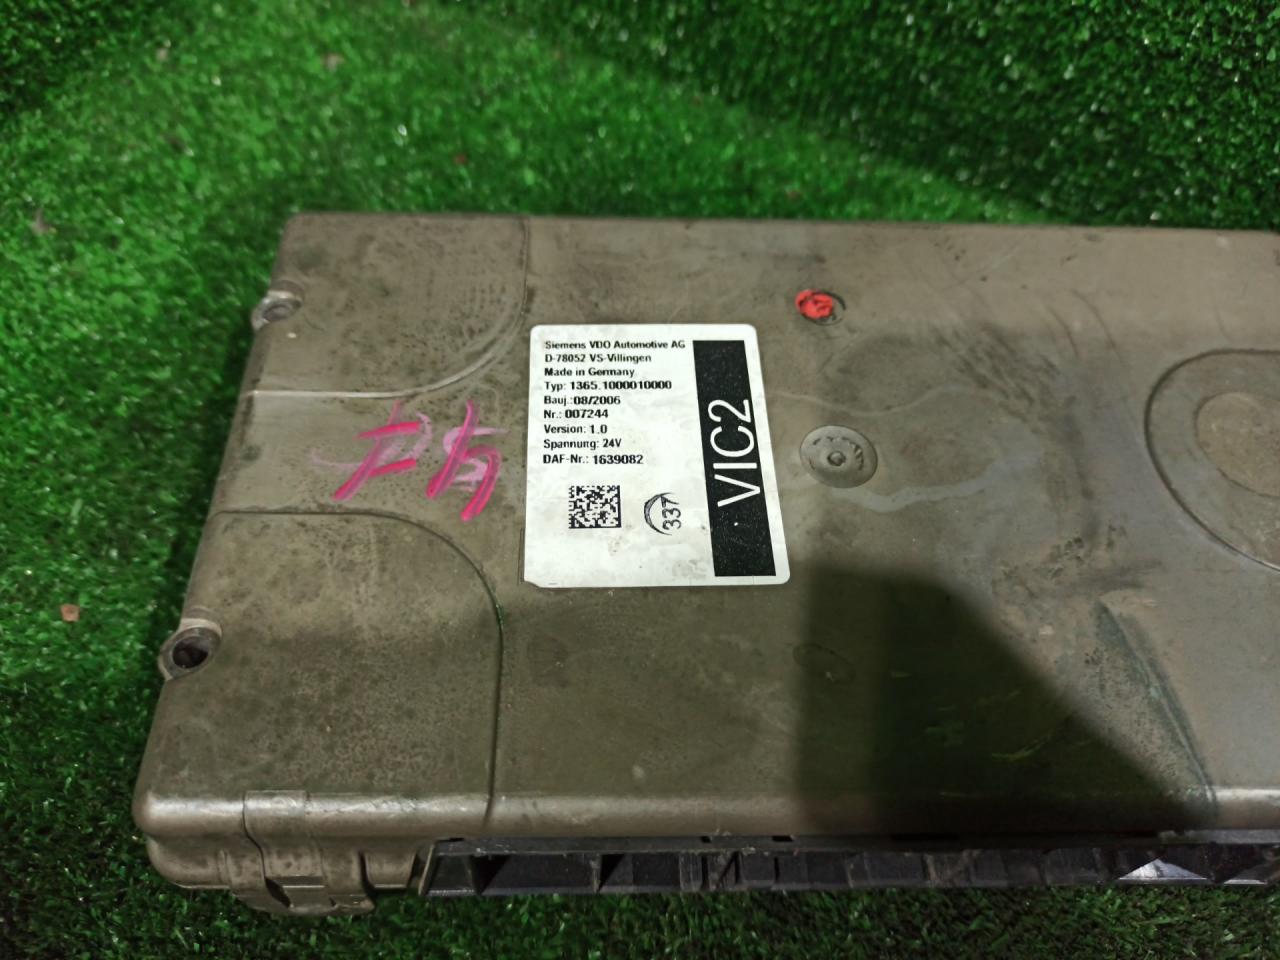 Siemens VDO Automotive AG
D-78052 VS-Villingen
Made in Germany
Typ: 1365.1000010000
Bauj.:08/2006
Nr.: 007244
Version: 1.0
Spannung: 24V
DAF-Nr.: 1639082
337
VIC2